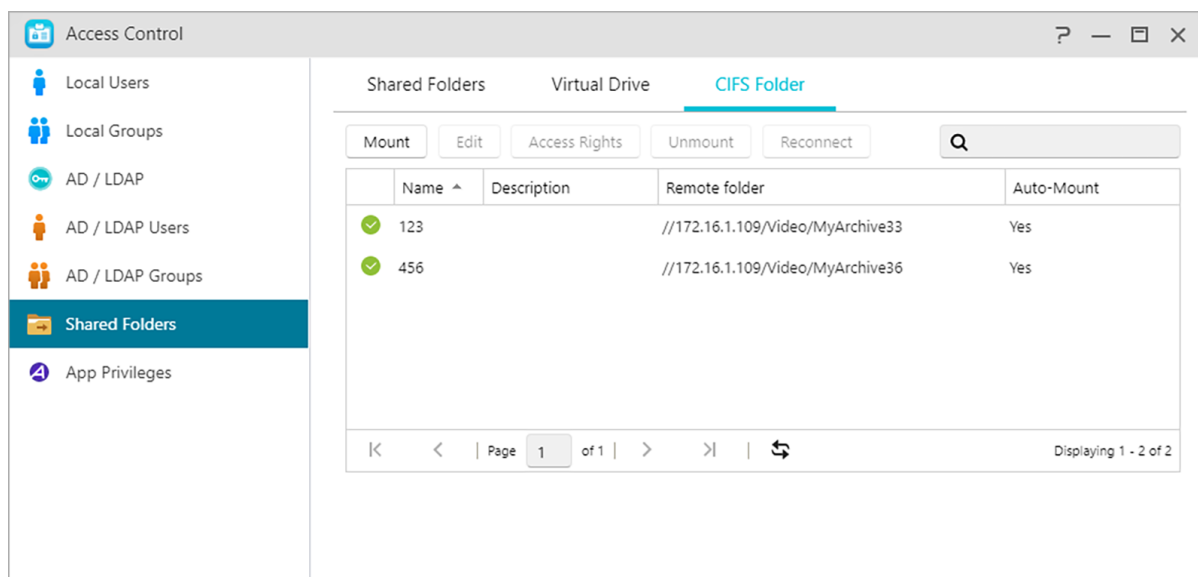 Access Control
Local Users
Local Groups
AD / LDAP
AD / LDAP Users
AD / LDAP Groups
Shared Folders
App Privileges
Shared Folders Virtual Drive CIFS Folder
Mount Edit Access Rights Unmount Reconnect
Name Description Remote folder Auto-Mount
123 //172.16.1.109/Video/MyArchive33 Yes
456 //172.16.1.109/Video/MyArchive36 Yes
Page 1 of 1 Displaying 1 - 2 of 2